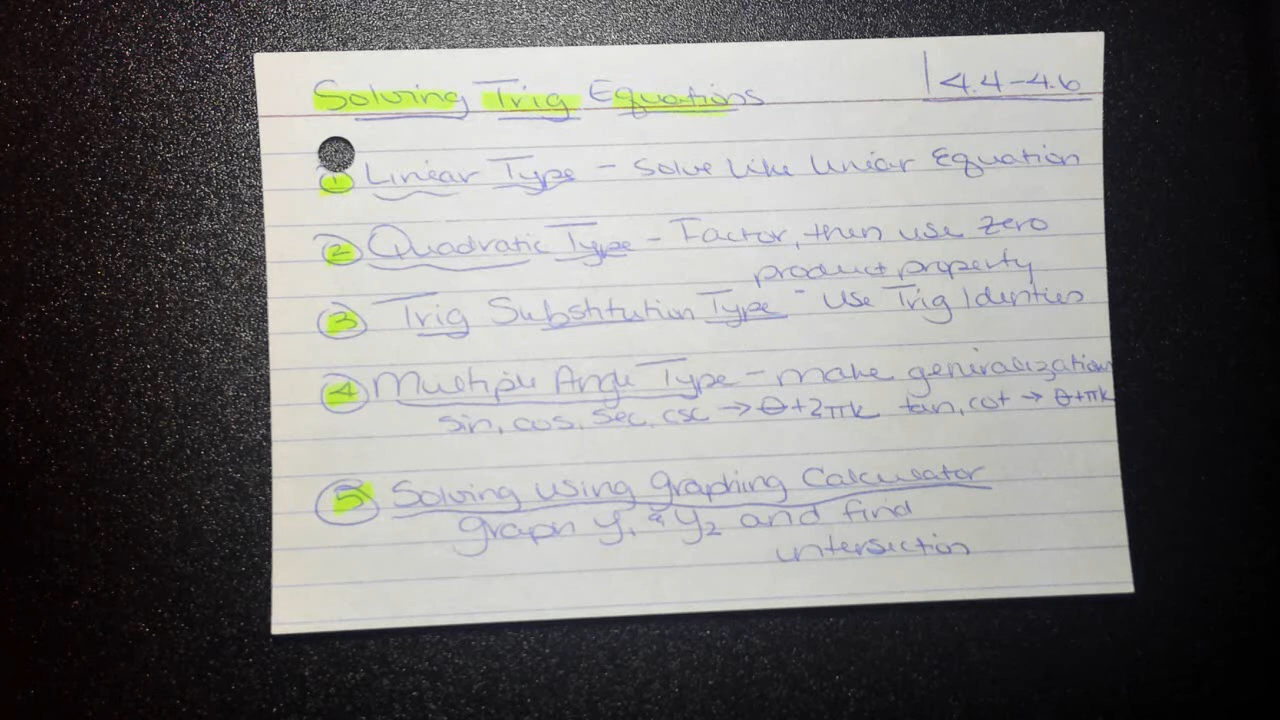 Solving Trig Equations 4.4-4.6
① Linear Type - Solve like linear Equation
② Quadratic Type - Factor, then use zero
product property
③ Trig Substitution Type - Use Trig Identies
④ Multiple Angle Type - make generalization
sin, cos, sec, csc → θ+2πk tan, cot → θ+πk
⑤ Solving using graphing Calculator
graph y₁ & y₂ and find
intersection